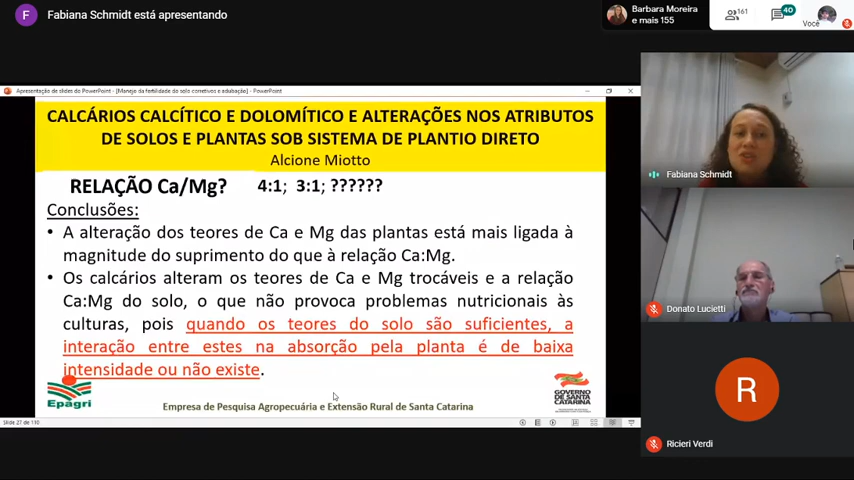 F Fabiana Schmidt está apresentando
Barbara Moreira
e mais 155
161
40
Você
Apresentação de slides do PowerPoint - [Manejo da fertilidade do solo corretivos e adubação] - PowerPoint
CALCÁRIOS CALCÍTICO E DOLOMÍTICO E ALTERAÇÕES NOS ATRIBUTOS
DE SOLOS E PLANTAS SOB SISTEMA DE PLANTIO DIRETO
Alcione Miotto
RELAÇÃO Ca/Mg? 4:1; 3:1; ??????
Conclusões:
• A alteração dos teores de Ca e Mg das plantas está mais ligada à
magnitude do suprimento do que à relação Ca:Mg.
• Os calcários alteram os teores de Ca e Mg trocáveis e a relação
Ca:Mg do solo, o que não provoca problemas nutricionais às
culturas, pois quando os teores do solo são suficientes, a
interação entre estes na absorção pela planta é de baixa
intensidade ou não existe.
Epagri
Empresa de Pesquisa Agropecuária e Extensão Rural de Santa Catarina
GOVERNO
DE SANTA
CATARINA
Slide 27 de 110
Fabiana Schmidt
Donato Lucietti
R
Ricieri Verdi